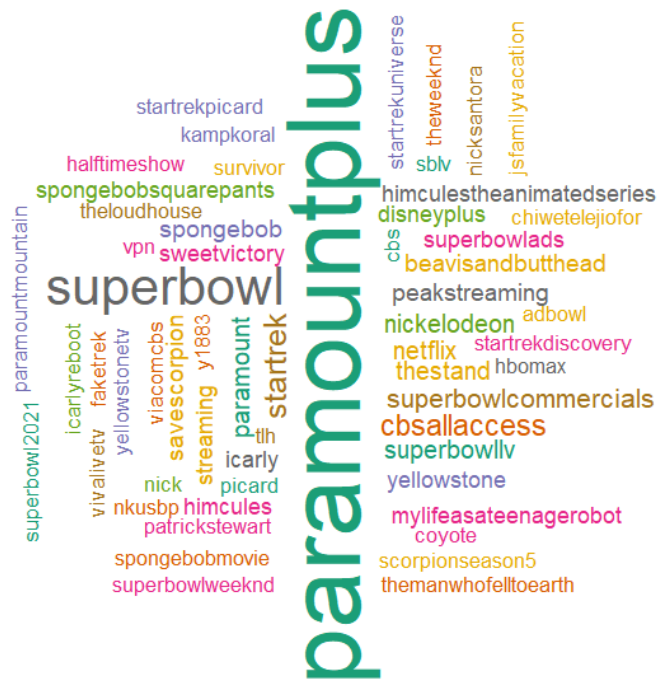 paramountplus
startrekpicard
kampkoral
halftimeshow
survivor
spongebobsquarepants
theloudhouse
spongebob
vpn
sweetvictory
superbowl
paramountmountain
superbowl2021
icarlyreboot
vivalivetv
faketrek
yellowstonetv
viacomcbs
savescorpion
y1883
streaming
paramount
startrek
tlh
icarly
nick
picard
nkusbp
himcules
patrickstewart
spongebobmovie
superbowlweeknd
startrekuniverse
theweeknd
nicksantora
jsfamilyvacation
sblv
himculestheanimatedseries
disneyplus
chiwetelejiofor
cbs
superbowlads
beavisandbutthead
peakstreaming
adbowl
nickelodeon
startrekdiscovery
netflix
hbomax
thestand
superbowlcommercials
cbsallaccess
superbowllv
yellowstone
mylifeasateenagerobot
coyote
scorpionseason5
themanwhofelltoearth